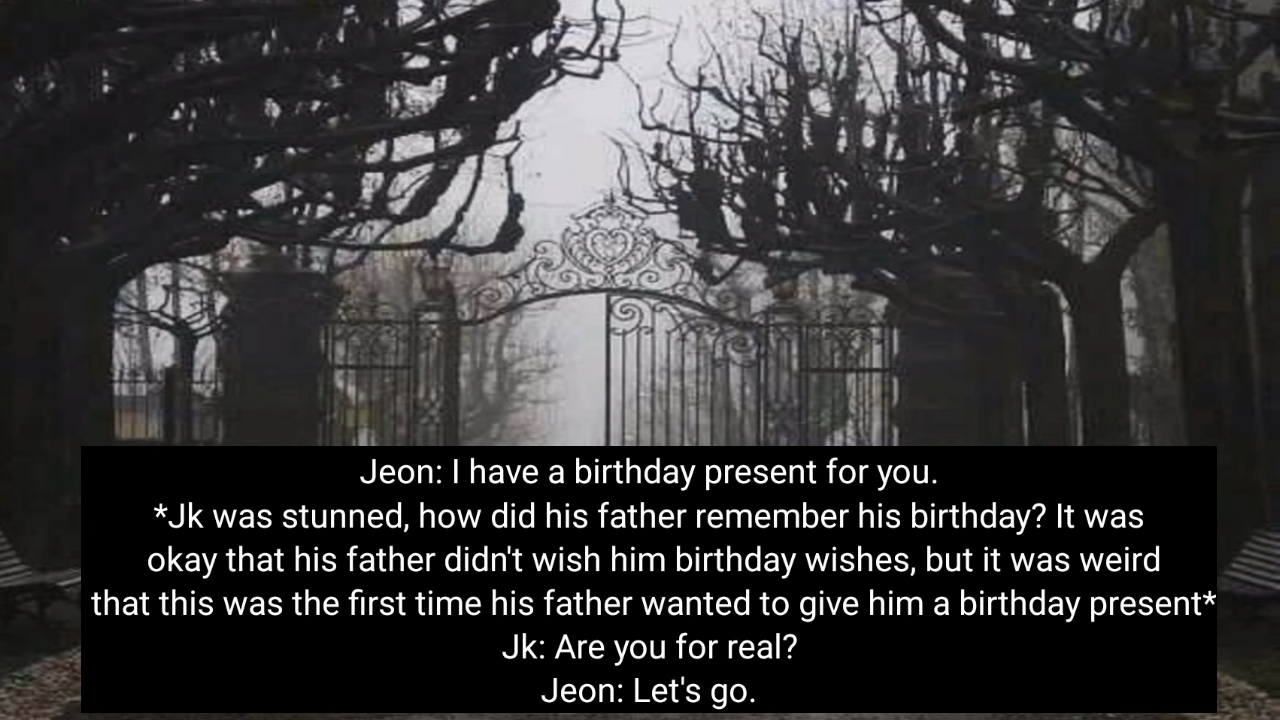 Jeon: I have a birthday present for you.
*Jk was stunned, how did his father remember his birthday? It was
okay that his father didn't wish him birthday wishes, but it was weird
that this was the first time his father wanted to give him a birthday present*
Jk: Are you for real?
Jeon: Let's go.